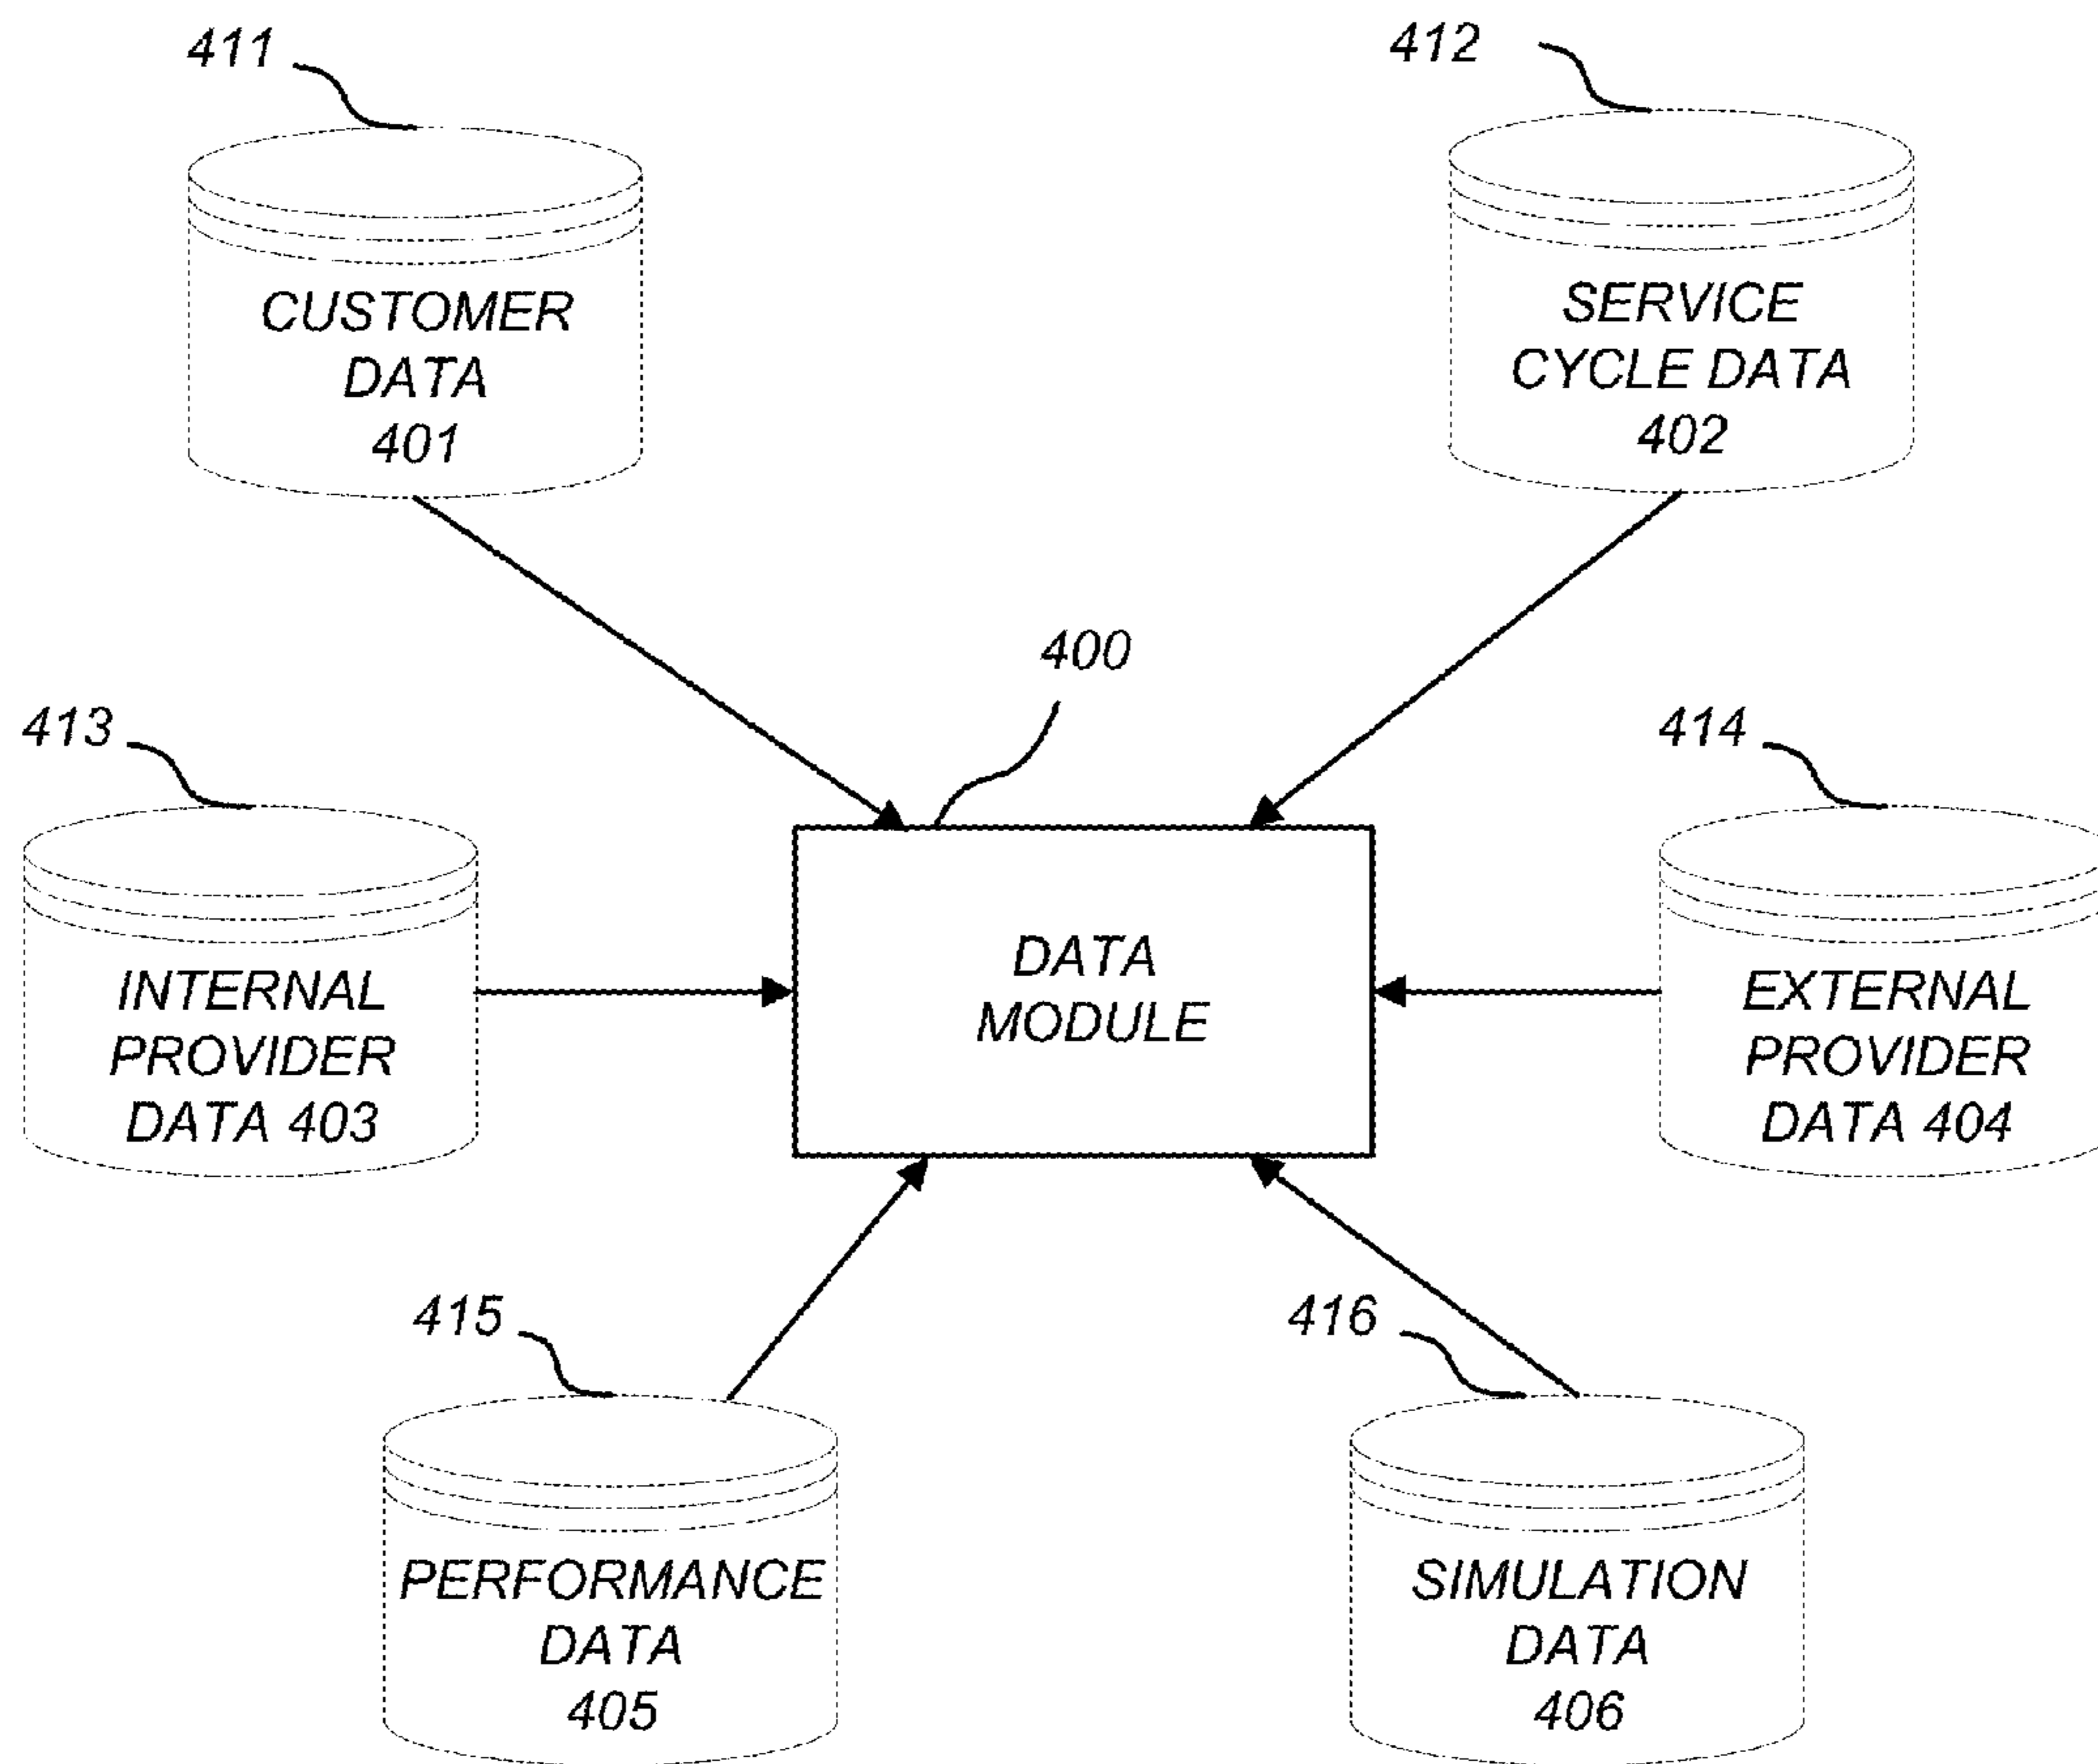 411
412
CUSTOMER
DATA
401
SERVICE
CYCLE DATA
402
400
413
414
INTERNAL
PROVIDER
DATA 403
DATA
MODULE
EXTERNAL
PROVIDER
DATA 404
415
416
PERFORMANCE
DATA
405
SIMULATION
DATA
406